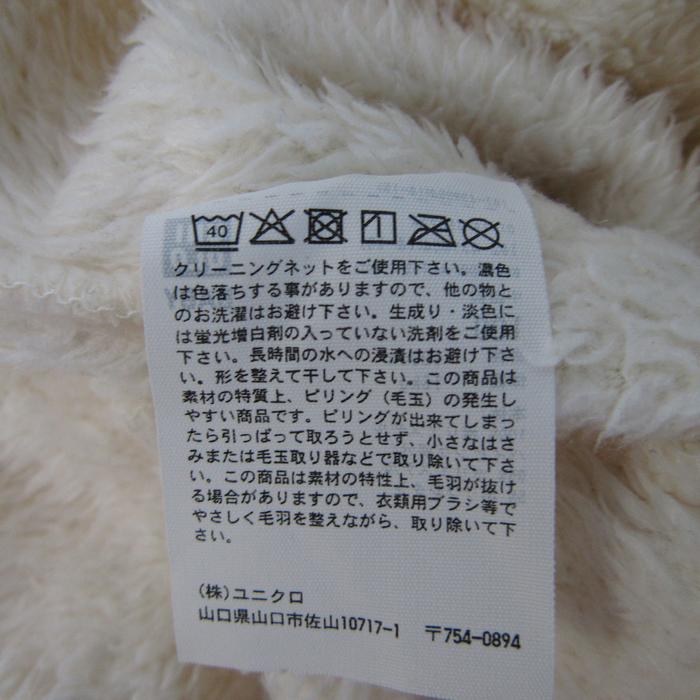 40
クリーニングネットをご使用下さい。濃色
は色落ちする事がありますので、他の物と
のお洗濯はお避け下さい。生成り・淡色に
は蛍光増白剤の入っていない洗剤をご使用
下さい。長時間の水への浸漬はお避け下さ
い。形を整えて干して下さい。この商品は
素材の特質上、ピリング（毛玉）の発生し
やすい商品です。ピリングが出来てしまっ
たら引っぱって取ろうとせず、小さなはさ
みまたは毛玉取り器などで取り除いて下さ
い。この商品は素材の特性上、毛羽が抜け
る場合がありますので、衣類用ブラシ等で
やさしく毛羽を整えながら、取り除いて下
さい。
(株)ユニクロ
山口県山口市佐山10717-1 〒754-0894